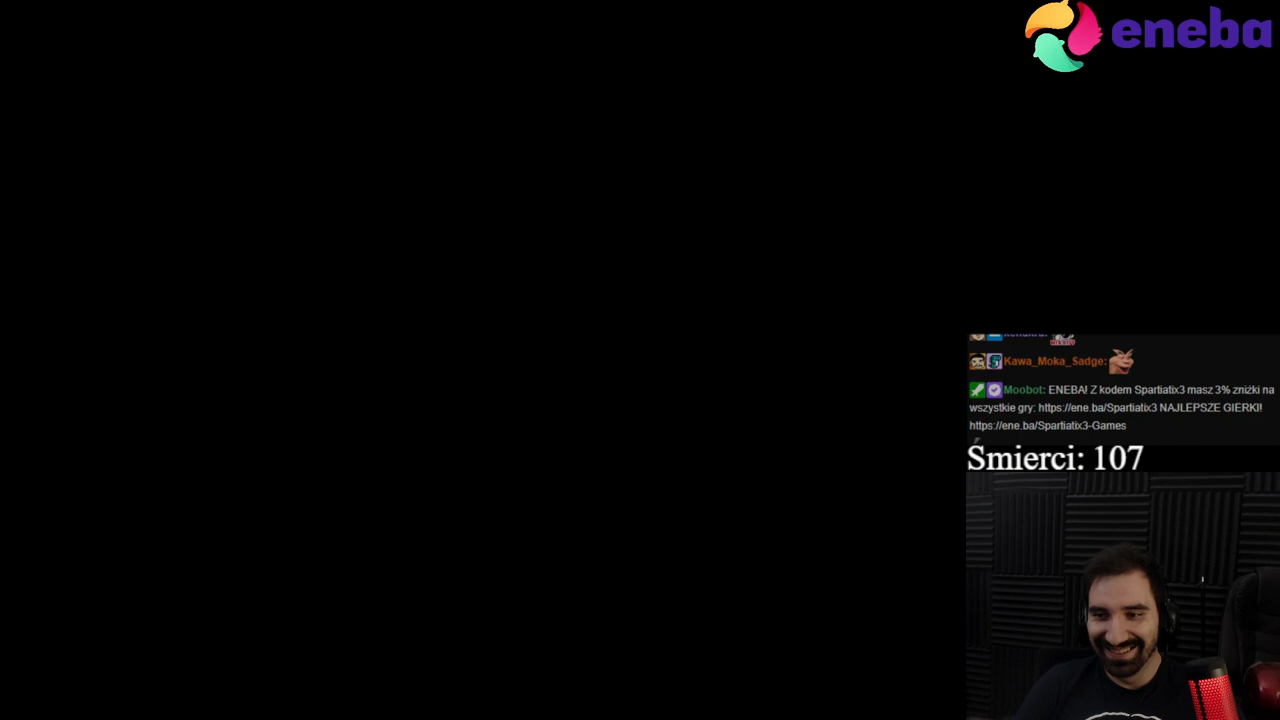 eneba
Kawa_Moka_Sadge:
Moobot: ENEBA! Z kodem Spartiatix3 masz 3% zniżki na
wszystkie gry: https://ene.ba/Spartiatix3 NAJLEPSZE GIERKI!
https://ene.ba/Spartiatix3-Games
Śmierci: 107